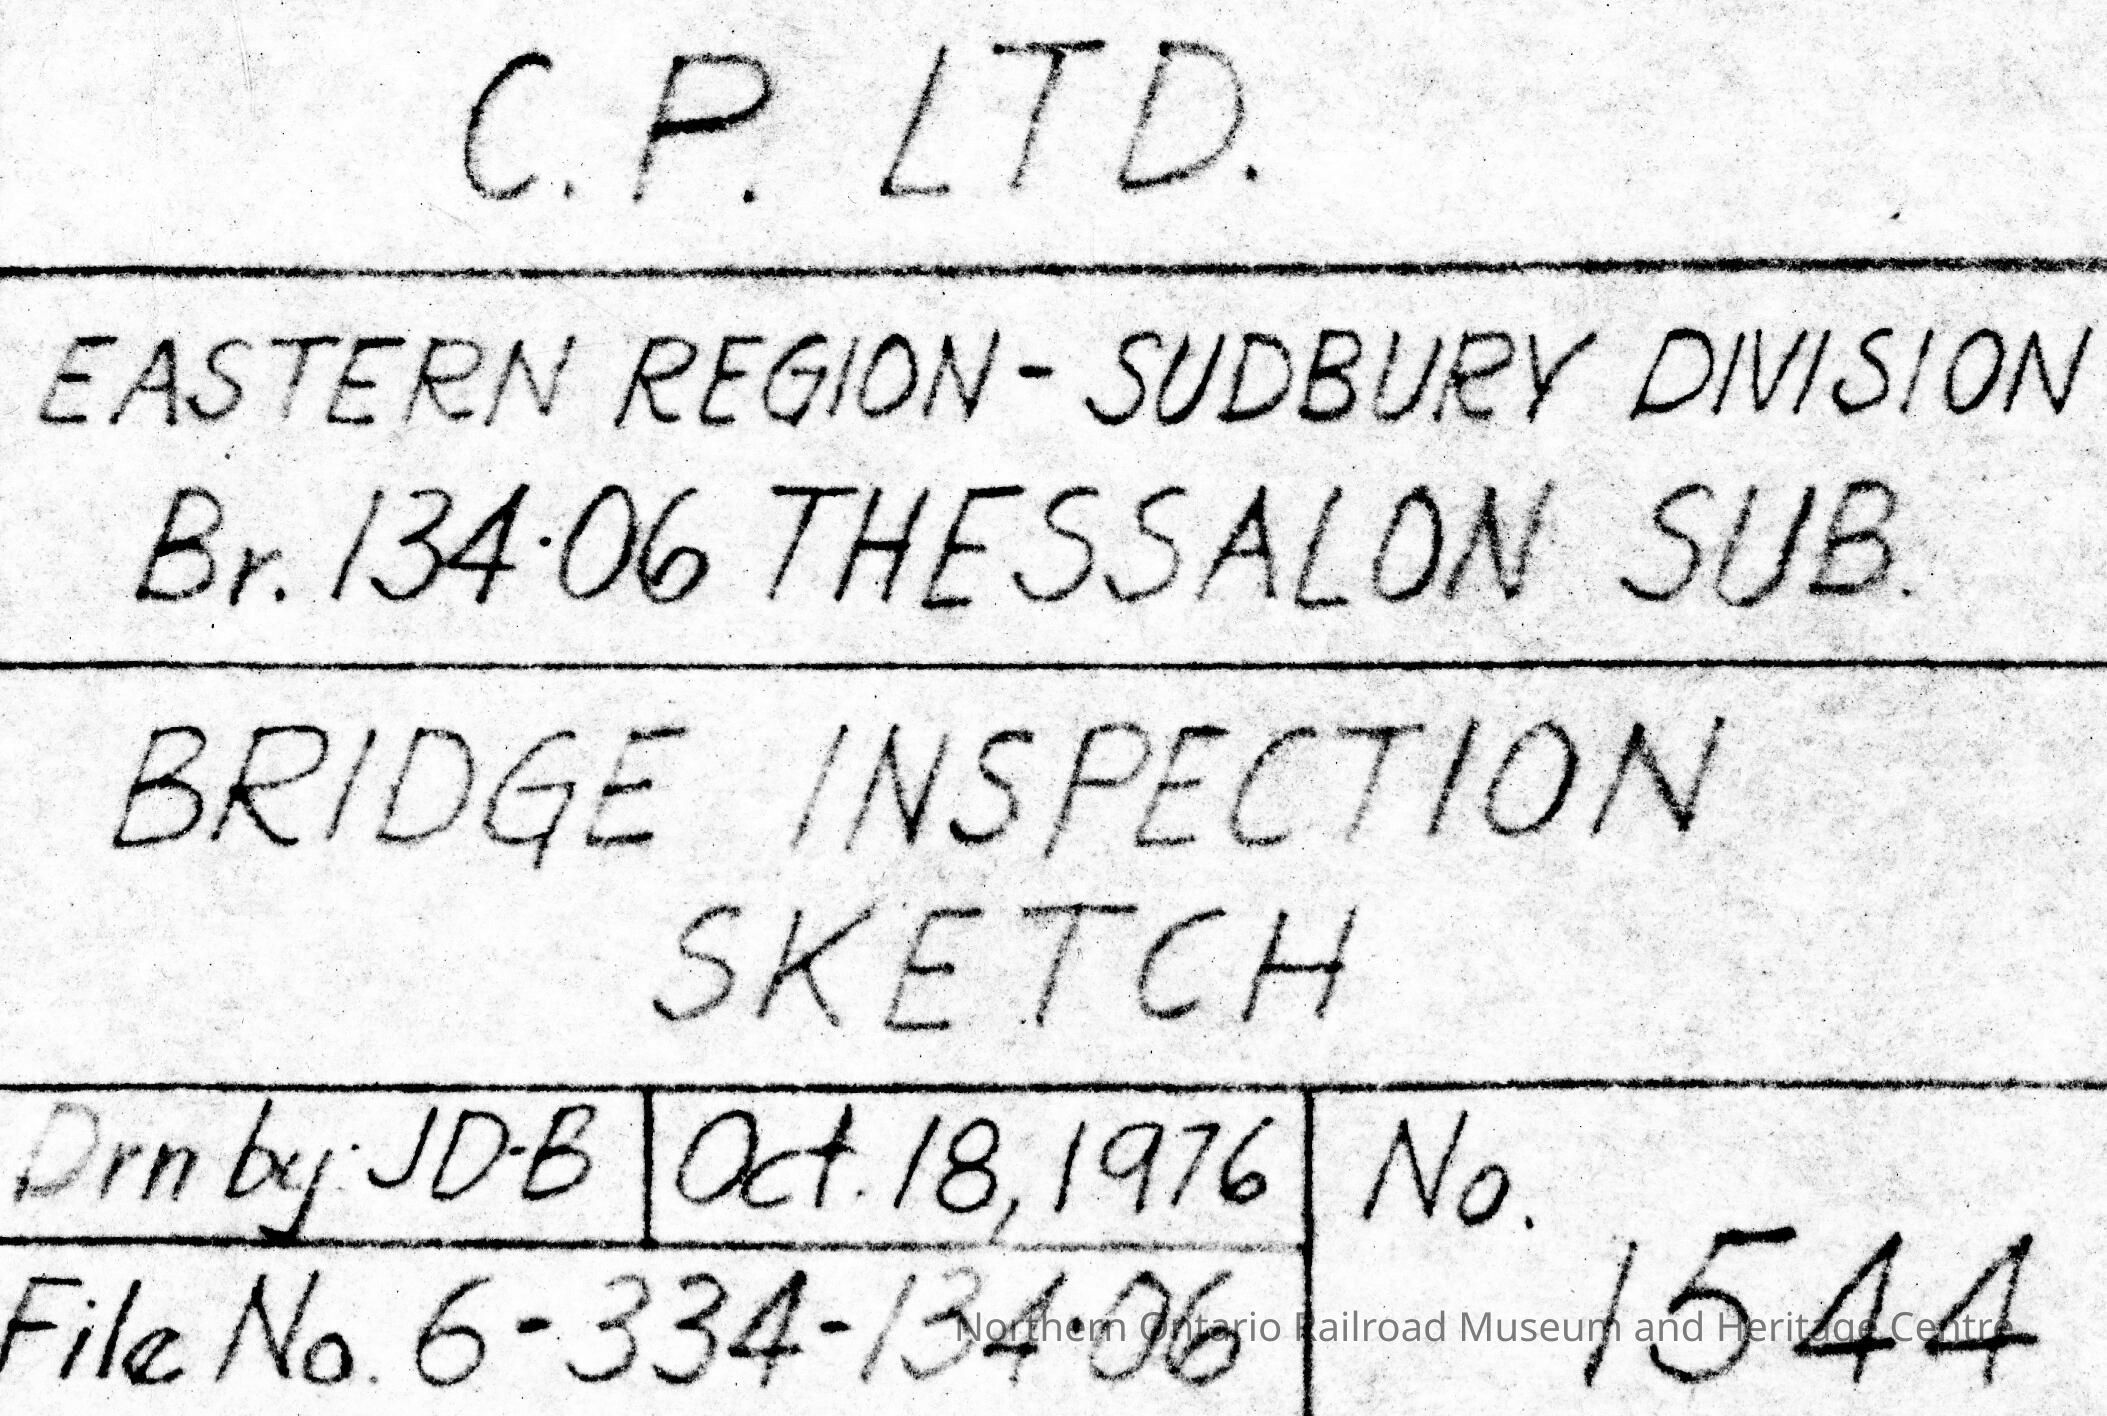 C. P. LTD.
EASTERN REGION - SUDBURY DIVISION
Br. 134·06 THESSALON SUB.
BRIDGE INSPECTION
SKETCH
Drn by: JD·B
Oct. 18, 1976
No.
1544
File No. 6-334-134·06
Northern Ontario Railroad Museum and Heritage Centre